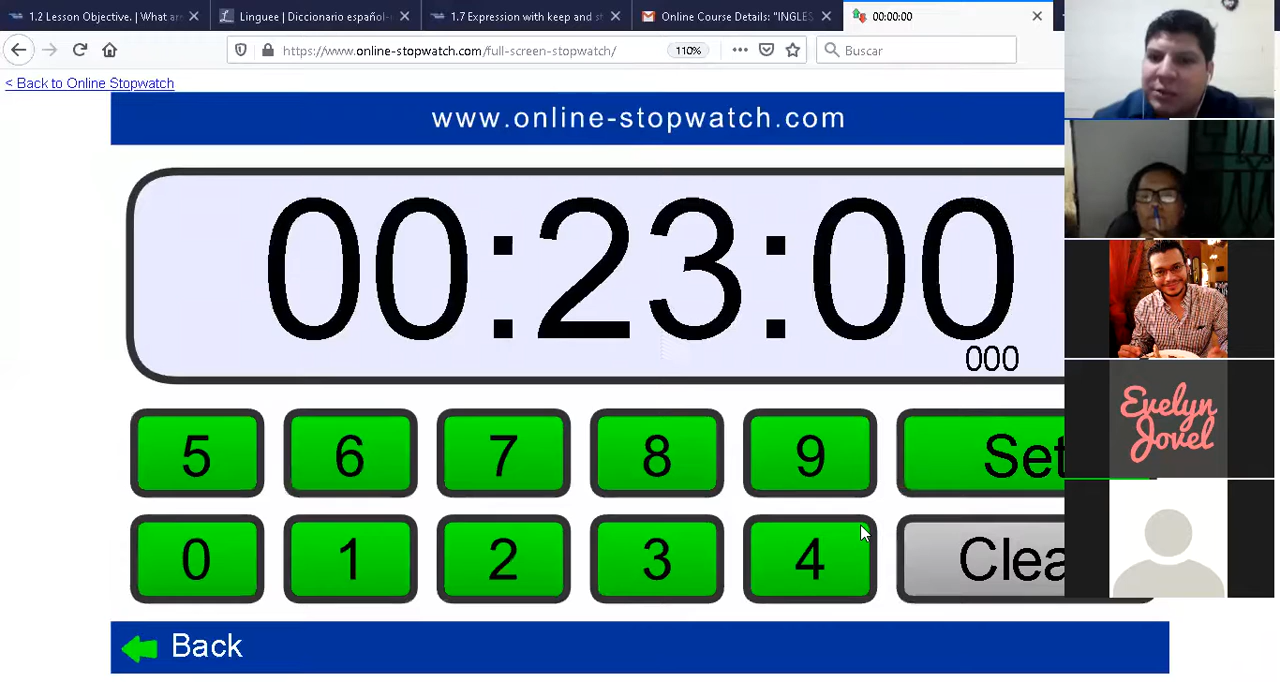 1.2 Lesson Objective. | What ar
Linguee | Diccionario español-
1.7 Expression with keep and st
Online Course Details: "INGLES
00:00:00
https://www.online-stopwatch.com/full-screen-stopwatch/
110%
Buscar
< Back to Online Stopwatch
www.online-stopwatch.com
00:23:00
000
5
6
7
8
9
Set
0
1
2
3
4
Clea
Back
Evelyn
Jovel